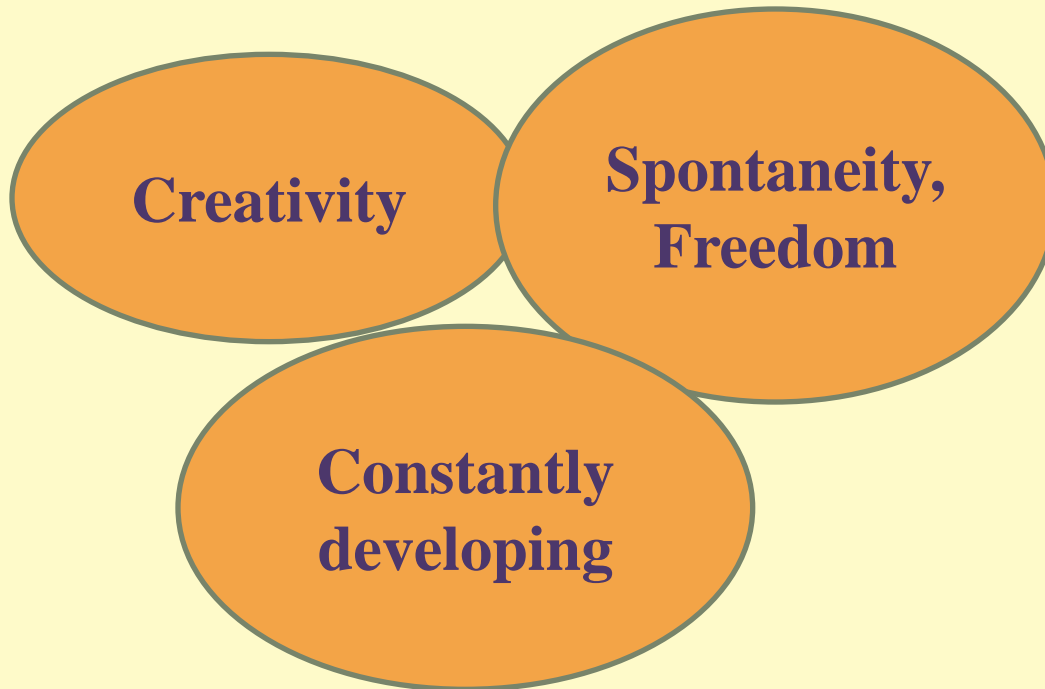 Creativity
Spontaneity,
Freedom
Constantly
developing